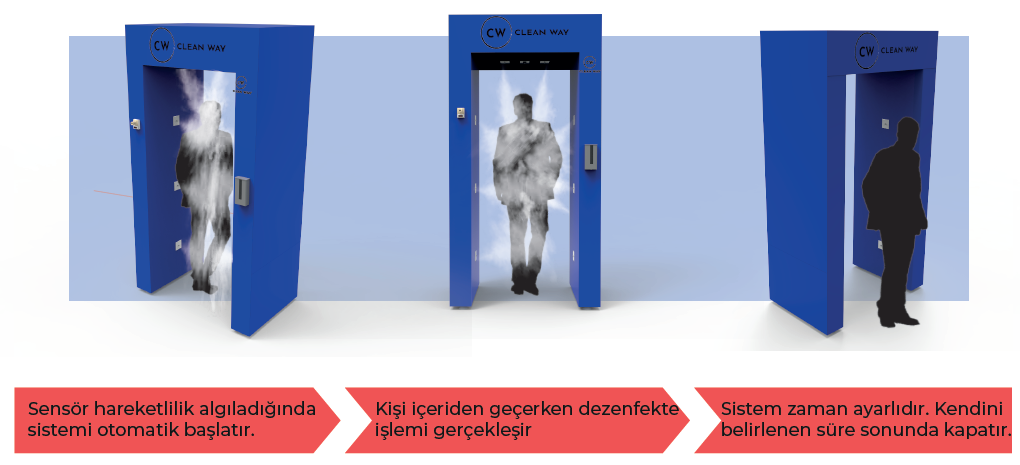 CW CLEAN WAY
CW CLEAN WAY
CW CLEAN WAY
Sensör hareketlilik algıladığında
sistemi otomatik başlatır.
Kişi içeriden geçerken dezenfekte
işlemi gerçekleşir
Sistem zaman ayarlıdır. Kendini
belirlenen süre sonunda kapatır.